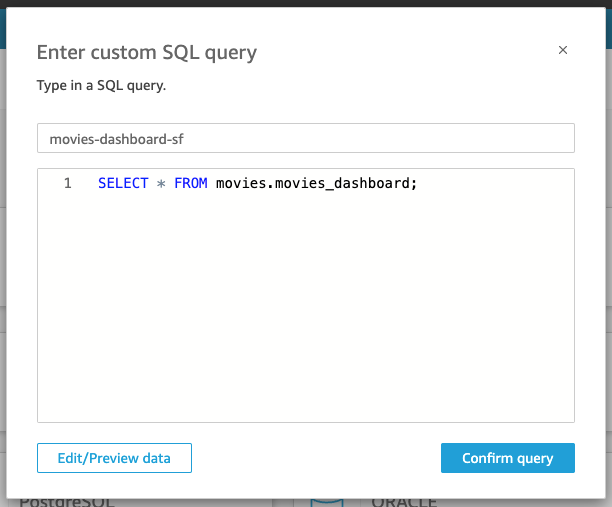 Enter custom SQL query
×
Type in a SQL query.
movies-dashboard-sf
1 SELECT * FROM movies.movies_dashboard;
Edit/Preview data
Confirm query
PostgreSQL
ORACLE